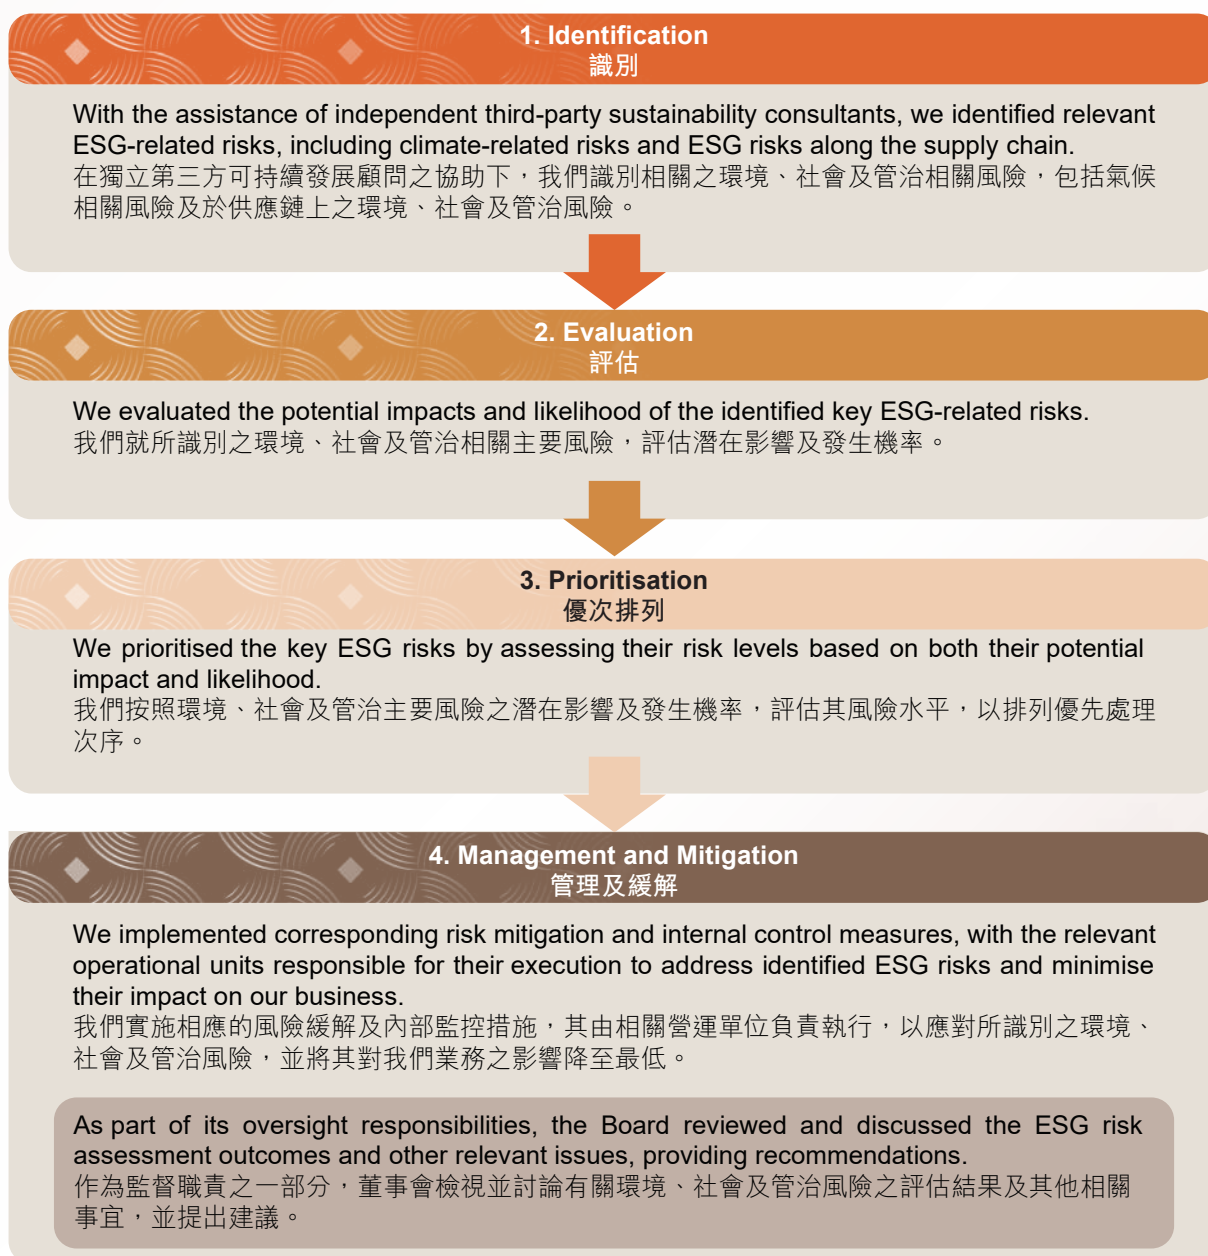 1. Identification
識別
With the assistance of independent third-party sustainability consultants, we identified relevant
ESG-related risks, including climate-related risks and ESG risks along the supply chain.
在獨立第三方可持續發展顧問之協助下，我們識別相關之環境、社會及管治相關風險，包括氣候
相關風險及於供應鏈上之環境、社會及管治風險。
2. Evaluation
評估
We evaluated the potential impacts and likelihood of the identified key ESG-related risks.
我們就所識別之環境、社會及管治相關主要風險，評估潛在影響及發生機率。
3. Prioritisation
優次排列
We prioritised the key ESG risks by assessing their risk levels based on both their potential
impact and likelihood.
我們按照環境、社會及管治主要風險之潛在影響及發生機率，評估其風險水平，以排列優先處理
次序。
4. Management and Mitigation
管理及緩解
We implemented corresponding risk mitigation and internal control measures, with the relevant
operational units responsible for their execution to address identified ESG risks and minimise
their impact on our business.
我們實施相應的風險緩解及內部監控措施，其由相關營運單位負責執行，以應對所識別之環境、
社會及管治風險，並將其對我們業務之影響降至最低。
As part of its oversight responsibilities, the Board reviewed and discussed the ESG risk
assessment outcomes and other relevant issues, providing recommendations.
作為監督職責之一部分，董事會檢視並討論有關環境、社會及管治風險之評估結果及其他相關
事宜，並提出建議。